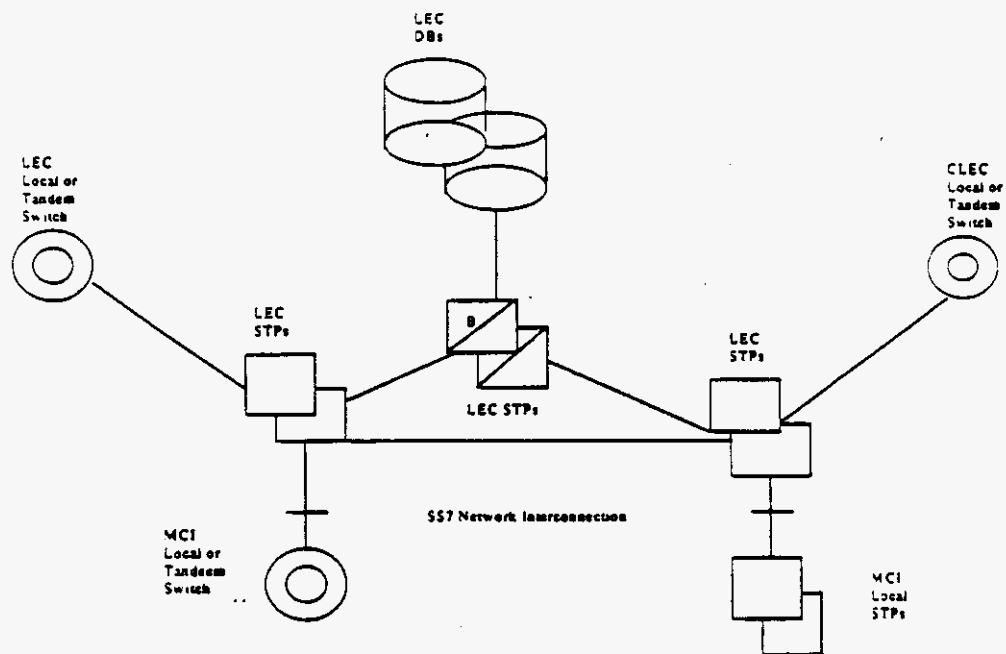 LEC
DBs
LEC
Local or
Tandem
Switch
CLEC
Local or
Tandem
Switch
LEC
STPs
B
LEC STPs
LEC
STPs
SS7 Network Interconnection
MCI
Local or
Tandeem
Switch
MCI
Local
STPs